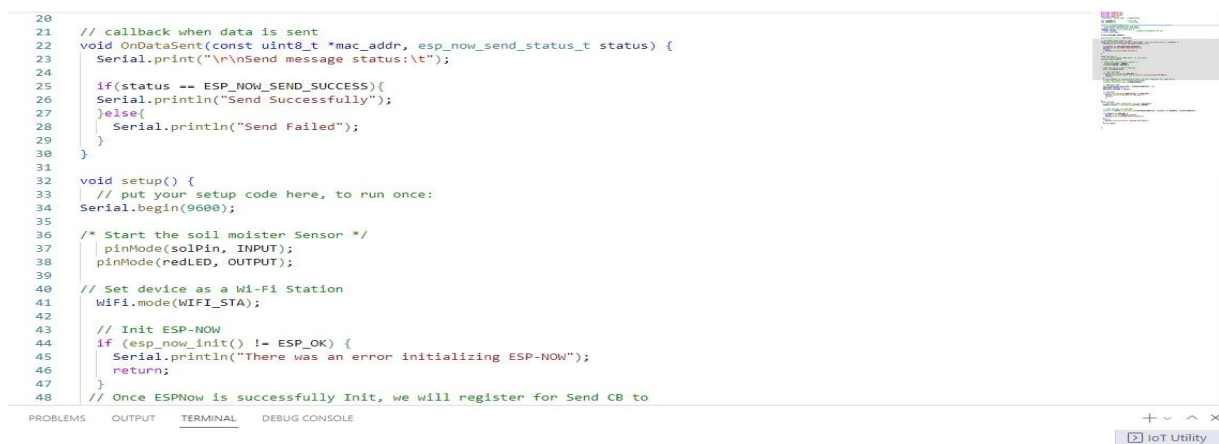 20
21 // callback when data is sent
22 void OnDataSent(const uint8_t *mac_addr, esp_now_send_status_t status) {
23 Serial.print("\r\nSend message status:\t");
24
25 if(status == ESP_NOW_SEND_SUCCESS){
26 Serial.println("Send Successfully");
27 }else{
28 Serial.println("Send Failed");
29 }
30 }
31
32 void setup() {
33 // put your setup code here, to run once:
34 Serial.begin(9600);
35
36 /* Start the soil moister Sensor */
37 pinMode(solPin, INPUT);
38 pinMode(redLED, OUTPUT);
39
40 // Set device as a Wi-Fi Station
41 WiFi.mode(WIFI_STA);
42
43 // Init ESP-NOW
44 if (esp_now_init() != ESP_OK) {
45 Serial.println("There was an error initializing ESP-NOW");
46 return;
47 }
48 // Once ESPNow is successfully Init, we will register for Send CB to
PROBLEMS OUTPUT TERMINAL DEBUG CONSOLE
IoT Utility